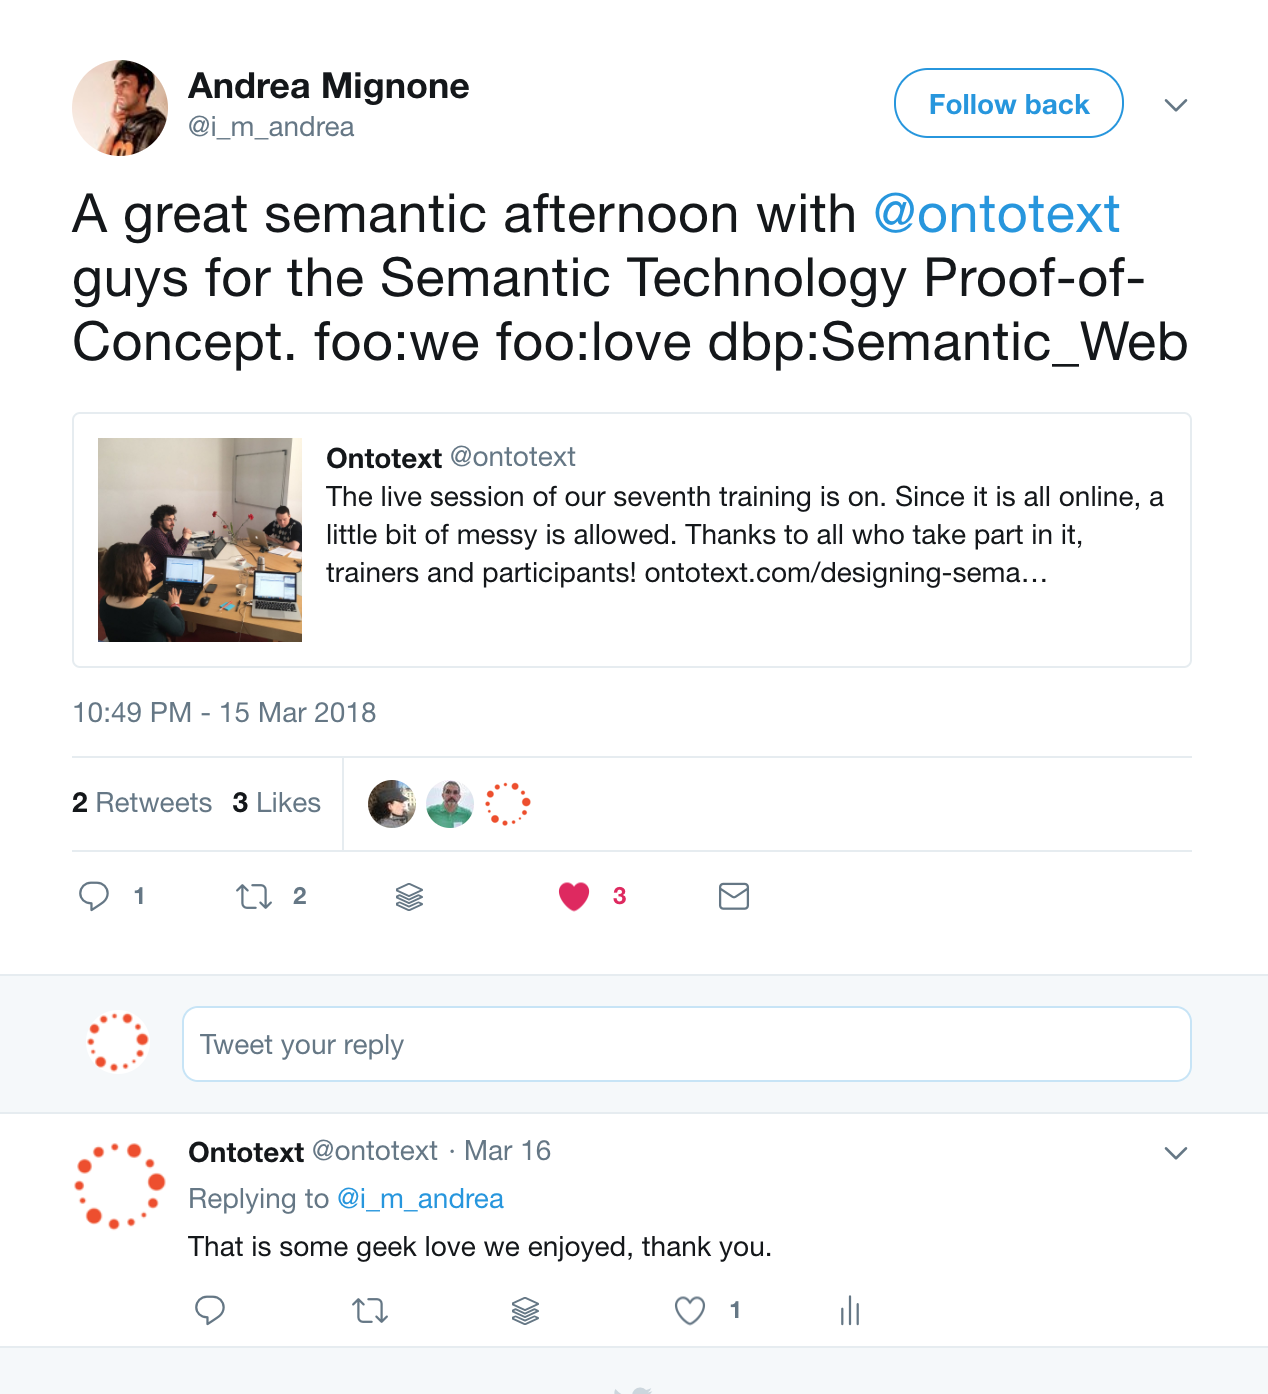 Andrea Mignone
@i_m_andrea
Follow back
A great semantic afternoon with @ontotext
guys for the Semantic Technology Proof-of-
Concept. foo:we foo:love dbp:Semantic_Web
Ontotext @ontotext
The live session of our seventh training is on. Since it is all online, a
little bit of messy is allowed. Thanks to all who take part in it,
trainers and participants! ontotext.com/designing-sema…
10:49 PM - 15 Mar 2018
2 Retweets 3 Likes
1 2 3
Tweet your reply
Ontotext @ontotext · Mar 16
Replying to @i_m_andrea
That is some geek love we enjoyed, thank you.
1